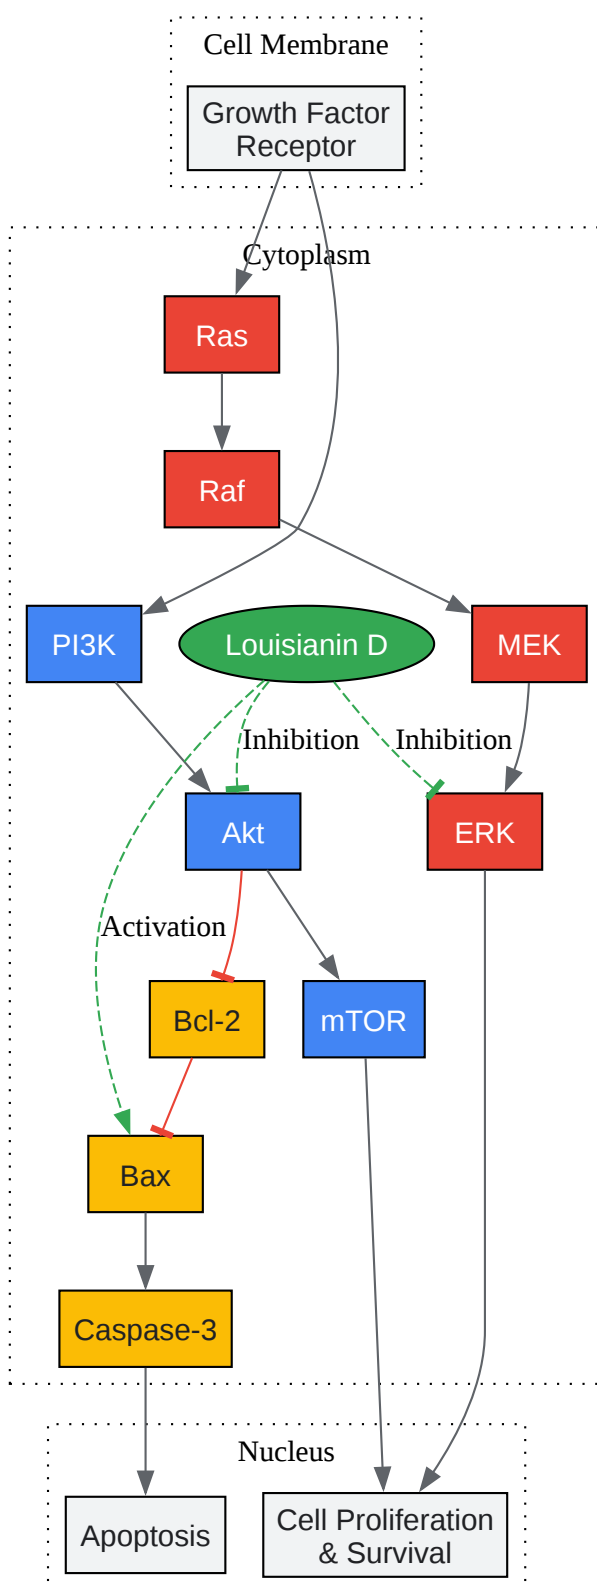 Cell Membrane
Growth Factor
Receptor
Cytoplasm
Ras
Raf
PI3K
Louisianin D
MEK
Inhibition
Inhibition
Akt
ERK
Activation
Bcl-2
mTOR
Bax
Caspase-3
Nucleus
Apoptosis
Cell Proliferation
& Survival